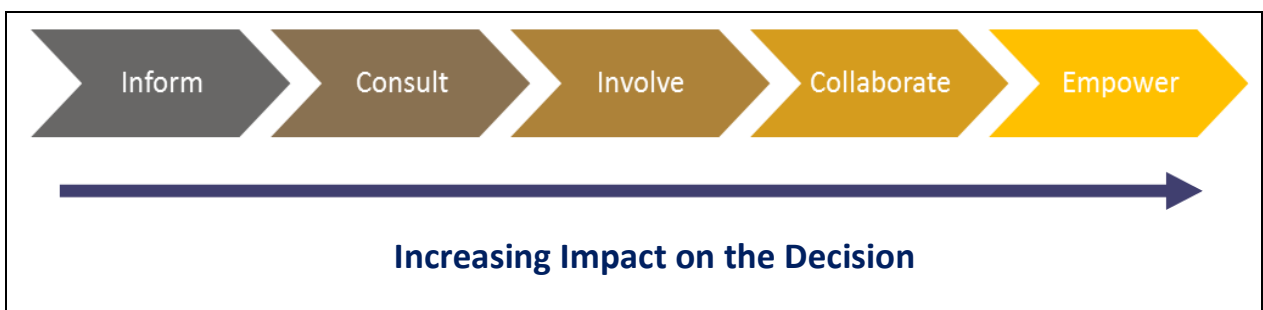 Inform Consult Involve Collaborate Empower
Increasing Impact on the Decision